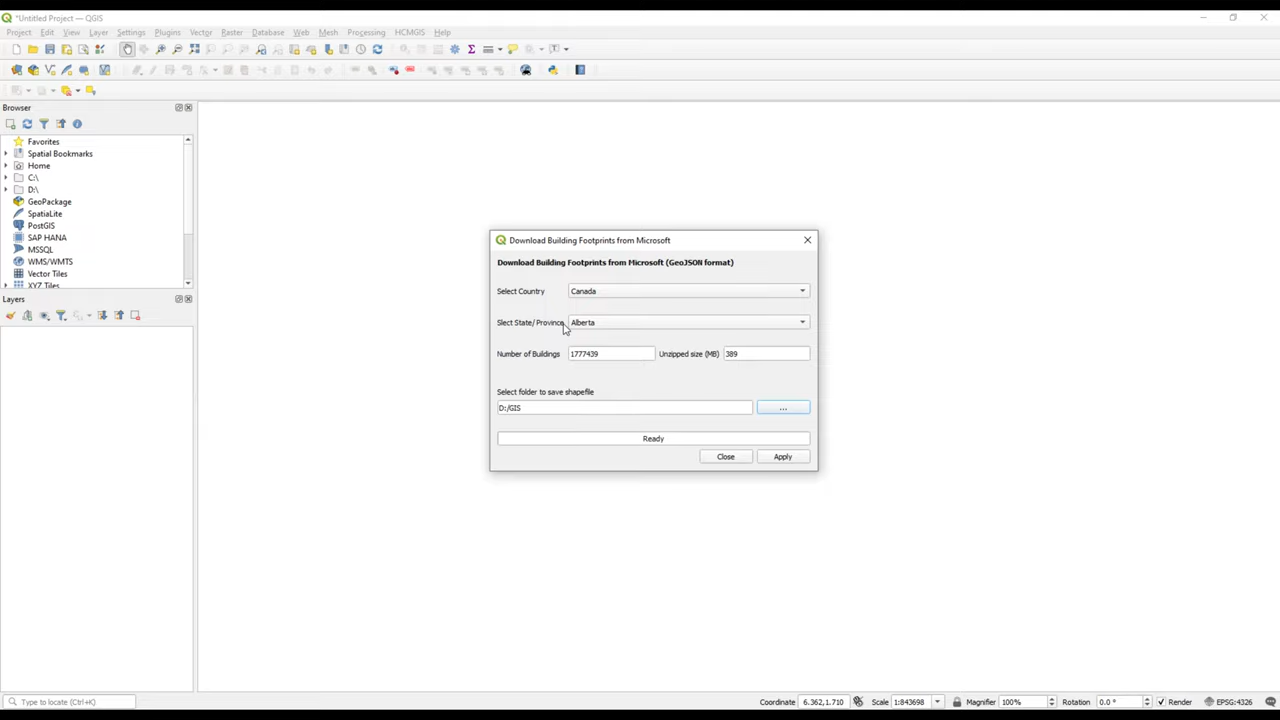 *Untitled Project — QGIS
Project Edit View Layer Settings Plugins Vector Raster Database Web Mesh Processing HCMGIS Help
Browser
Favorites
Spatial Bookmarks
Home
C:\
D:\
GeoPackage
SpatiaLite
PostGIS
SAP HANA
MSSQL
WMS/WMTS
Vector Tiles
XYZ Tiles
Layers
Download Building Footprints from Microsoft
Download Building Footprints from Microsoft (GeoJSON format)
Select Country Canada
Slect State/ Province Alberta
Number of Buildings 1777439 Unzipped size (MB) 389
Select folder to save shapefile
D:/GIS ...
Ready
Close Apply
Type to locate (Ctrl+K) Coordinate 6.362,1.710 Scale 1:843698 Magnifier 100% Rotation 0.0 ° Render EPSG:4326